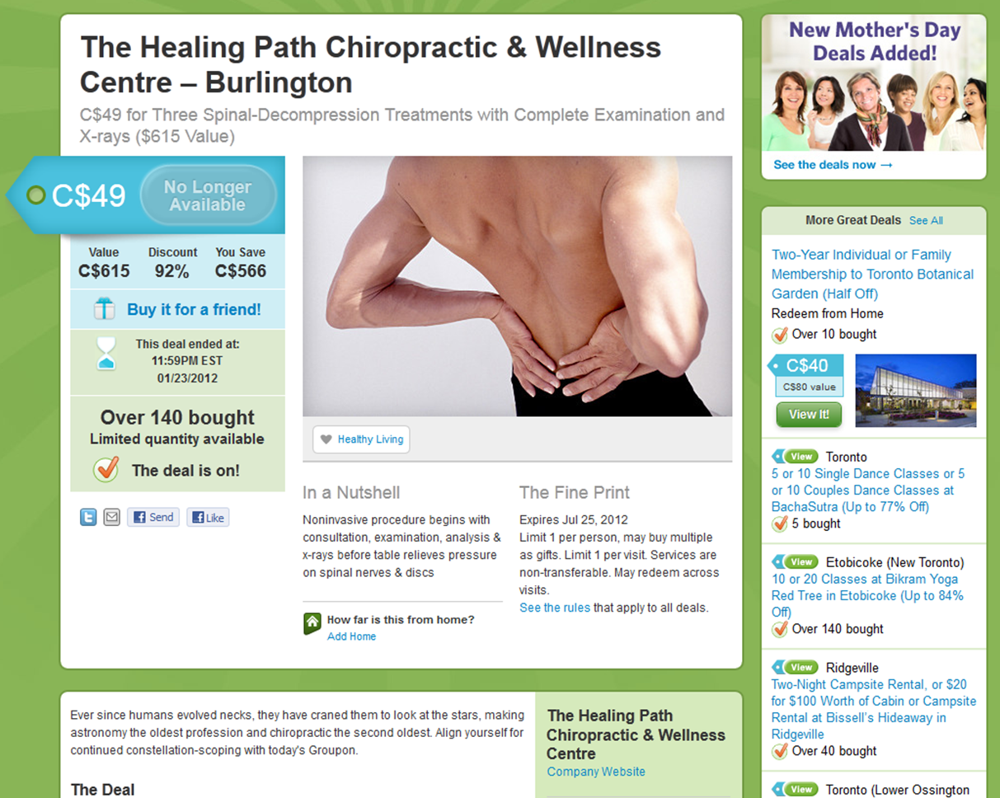 The Healing Path Chiropractic & Wellness
Centre – Burlington
C$49 for Three Spinal-Decompression Treatments with Complete Examination and
X-rays ($615 Value)
C$49
No Longer
Available
Value Discount You Save
C$615 92% C$566
Buy it for a friend!
This deal ended at:
11:59PM EST
01/23/2012
Over 140 bought
Limited quantity available
The deal is on!
Send
Like
Healthy Living
In a Nutshell
Noninvasive procedure begins with
consultation, examination, analysis &
x-rays before table relieves pressure
on spinal nerves & discs
How far is this from home?
Add Home
The Fine Print
Expires Jul 25, 2012
Limit 1 per person, may buy multiple
as gifts. Limit 1 per visit. Services are
non-transferable. May redeem across
visits.
See the rules that apply to all deals.
Ever since humans evolved necks, they have craned them to look at the stars, making
astronomy the oldest profession and chiropractic the second oldest. Align yourself for
continued constellation-scoping with today's Groupon.
The Deal
The Healing Path
Chiropractic & Wellness
Centre
Company Website
New Mother's Day
Deals Added!
See the deals now →
More Great Deals See All
Two-Year Individual or Family
Membership to Toronto Botanical
Garden (Half Off)
Redeem from Home
Over 10 bought
C$40
C$80 value
View It!
View Toronto
5 or 10 Single Dance Classes or 5
or 10 Couples Dance Classes at
BachaSutra (Up to 77% Off)
5 bought
View Etobicoke (New Toronto)
10 or 20 Classes at Bikram Yoga
Red Tree in Etobicoke (Up to 84%
Off)
Over 140 bought
View Ridgeville
Two-Night Campsite Rental, or $20
for $100 Worth of Cabin or Campsite
Rental at Bissell's Hideaway in
Ridgeville
Over 40 bought
View Toronto (Lower Ossington